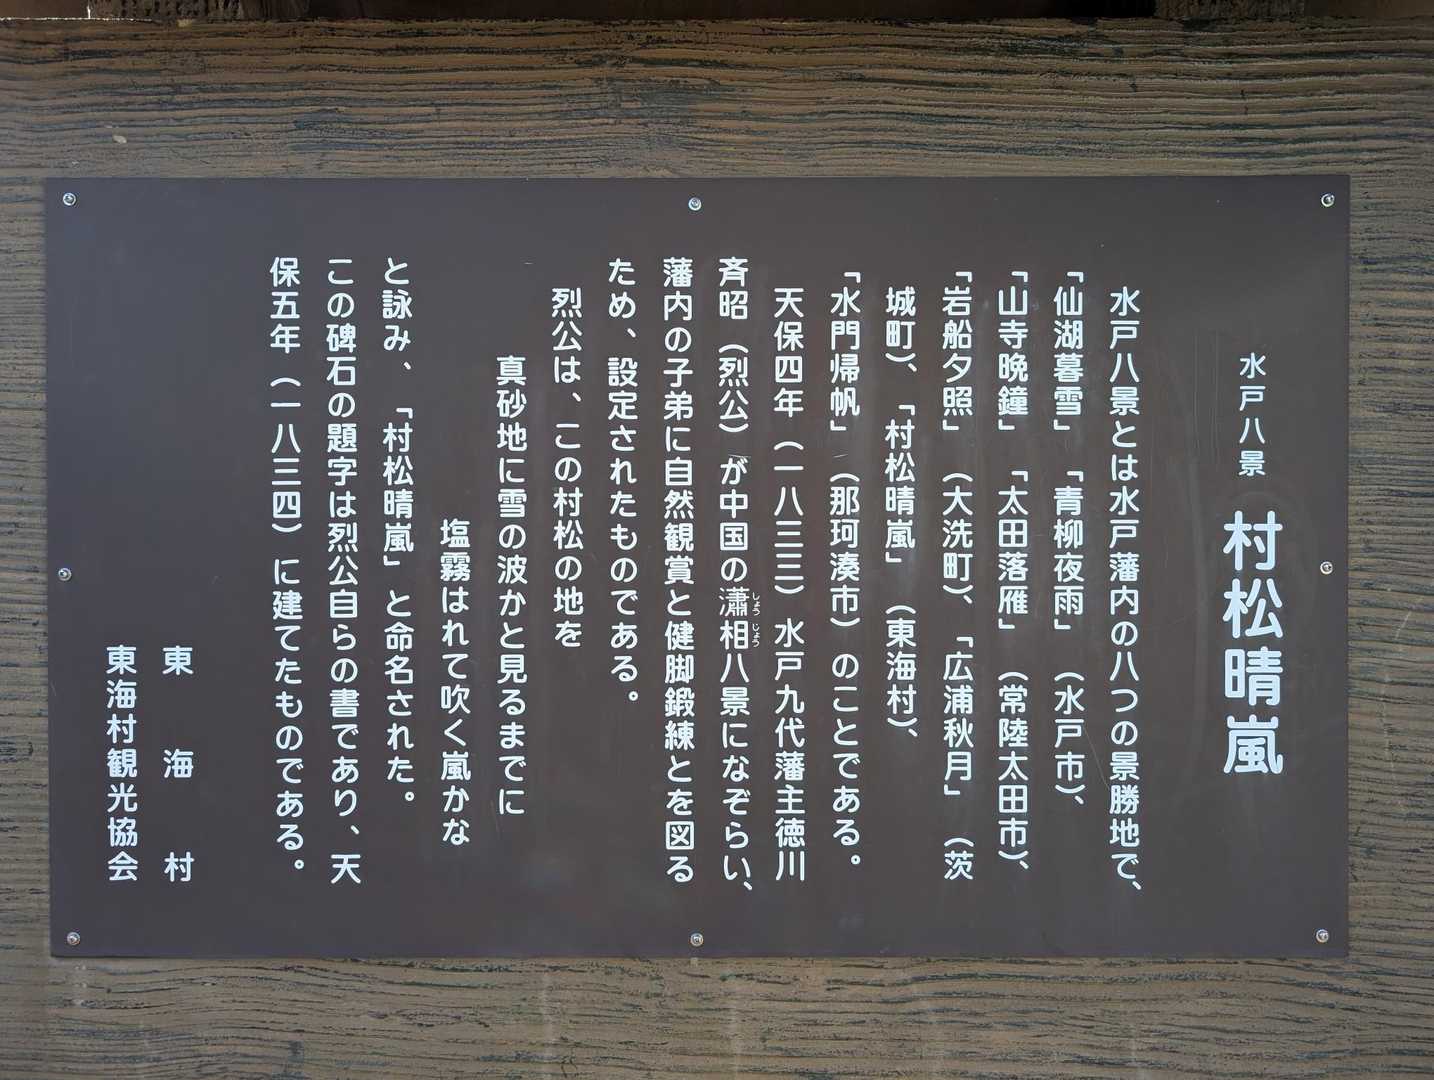 水戸八景 村松晴嵐
水戸八景とは水戸藩内の八つの景勝地で、
「仙湖暮雪」「青柳夜雨」（水戸市）、
「山寺晩鐘」「太田落雁」（常陸太田市）、
「岩船夕照」（大洗町）、「広浦秋月」（茨
城町）、「村松晴嵐」（東海村）、
「水門帰帆」（那珂湊市）のことである。
天保四年（一八三三）水戸九代藩主徳川
斉昭（烈公）が中国の瀟相八景になぞらい、
しょうじょう
藩内の子弟に自然観賞と健脚鍛練とを図る
ため、設定されたものである。
烈公は、この村松の地を
真砂地に雪の波かと見るまでに
塩霧はれて吹く嵐かな
と詠み、「村松晴嵐」と命名された。
この碑石の題字は烈公自らの書であり、天
保五年（一八三四）に建てたものである。
東海村
東海村観光協会